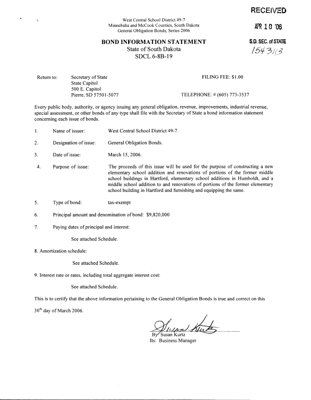 RECEIVED
West Central School District 49-7
Minnehaha and McCook Counties, South Dakota
General Obligation Bonds, Series 2006
APR 10 '06
BOND INFORMATION STATEMENT
S.D. SEC. of STATE
State of South Dakota
SDCL 6-8B-19
Return to: Secretary of State FILING FEE: $1.00
State Capitol
500 E. Capitol
Pierre, SD 57501-5077 TELEPHONE: # (605) 773-3537
Every public body, authority, or agency issuing any general obligation, revenue, improvements, industrial revenue,
special assessment, or other bonds of any type shall file with the Secretary of State a bond information statement
concerning each issue of bonds.
1. Name of issuer: West Central School District 49-7.
2. Designation of issue: General Obligation Bonds.
3. Date of issue: March 15, 2006.
4. Purpose of issue: The proceeds of this issue will be used for the purpose of constructing a new
elementary school addition and renovations of portions of the former middle
school buildings in Hartford, elementary school additions in Humboldt, and a
middle school addition to and renovations of portions of the former elementary
school building in Hartford and furnishing and equipping the same.
5. Type of bond: tax-exempt
6. Principal amount and denomination of bond: $9,820,000
7. Paying dates of principal and interest:
See attached Schedule.
8. Amortization schedule:
See attached Schedule.
9. Interest rate or rates, including total aggregate interest cost:
See attached Schedule.
This is to certify that the above information pertaining to the General Obligation Bonds is true and correct on this
30th day of March 2006.
By: Susan Kurtz
Its: Business Manager